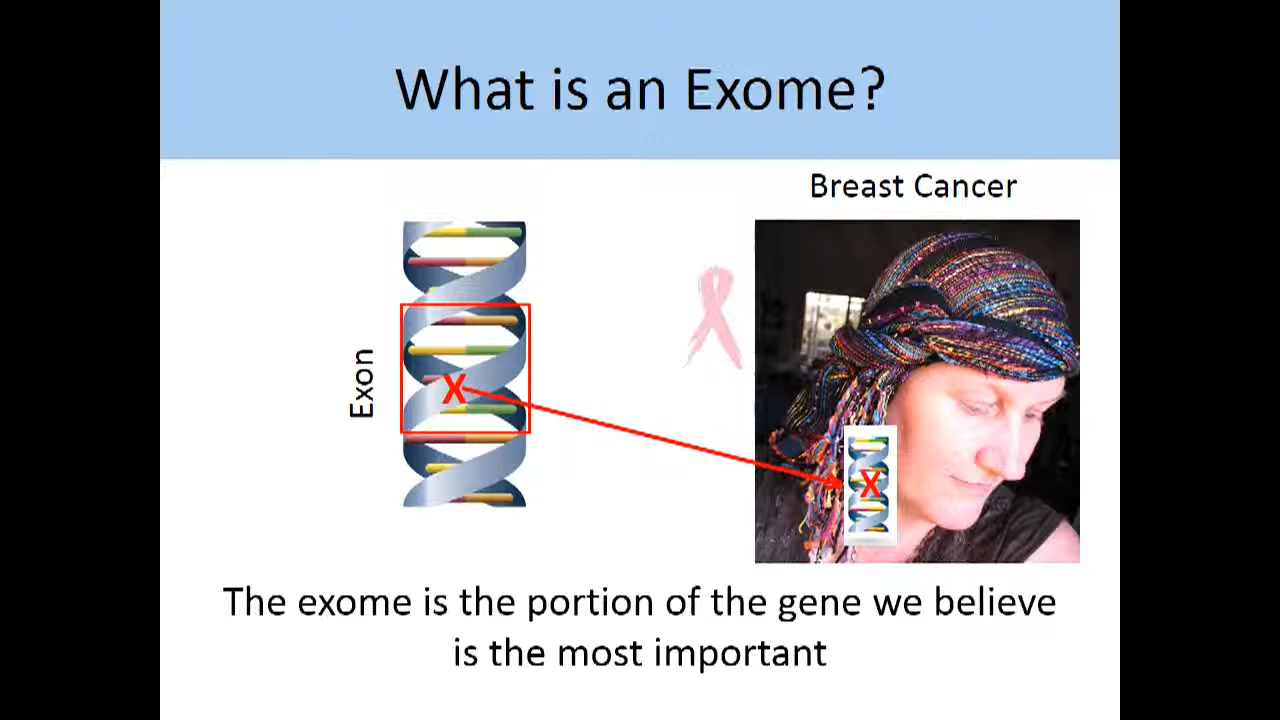 What is an Exome?
Breast Cancer
Exon
X
X
The exome is the portion of the gene we believe
is the most important